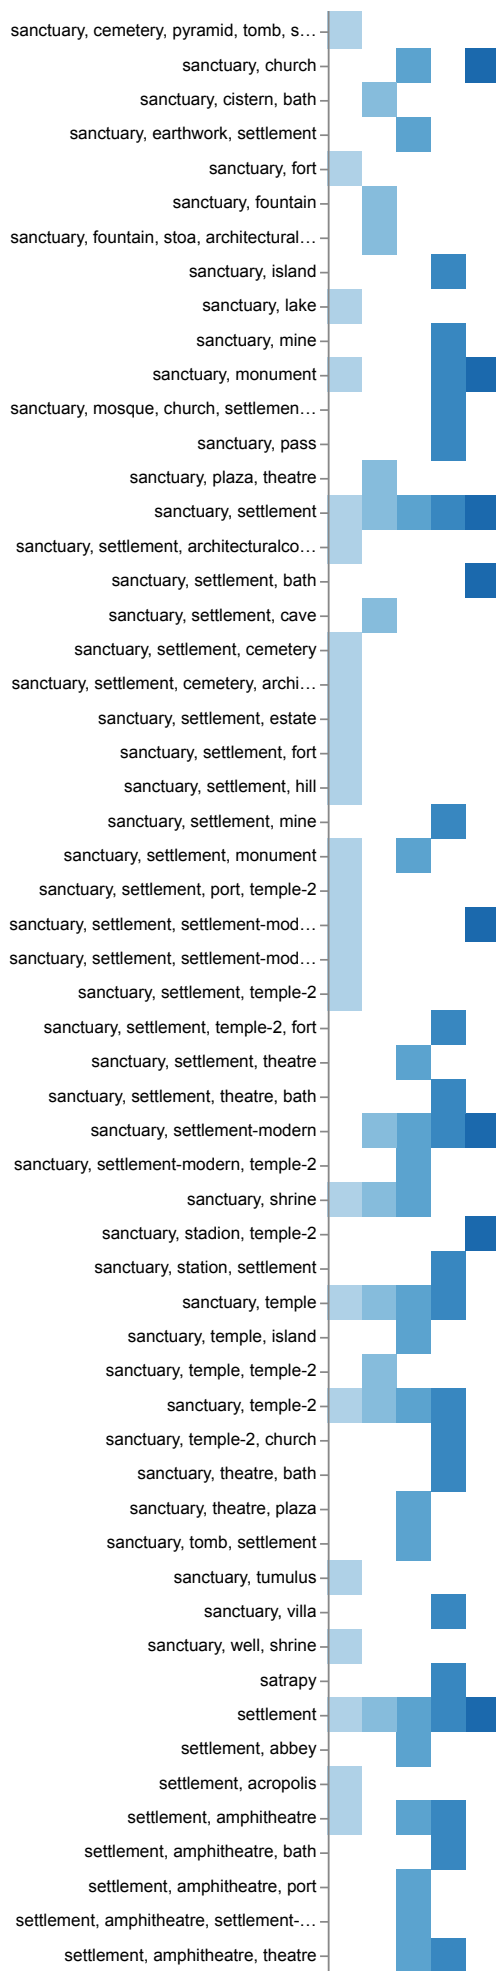 sanctuary, cemetery, pyramid, tomb, s…
sanctuary, church
sanctuary, cistern, bath
sanctuary, earthwork, settlement
sanctuary, fort
sanctuary, fountain
sanctuary, fountain, stoa, architectural…
sanctuary, island
sanctuary, lake
sanctuary, mine
sanctuary, monument
sanctuary, mosque, church, settlemen…
sanctuary, pass
sanctuary, plaza, theatre
sanctuary, settlement
sanctuary, settlement, architecturalco…
sanctuary, settlement, bath
sanctuary, settlement, cave
sanctuary, settlement, cemetery
sanctuary, settlement, cemetery, archi…
sanctuary, settlement, estate
sanctuary, settlement, fort
sanctuary, settlement, hill
sanctuary, settlement, mine
sanctuary, settlement, monument
sanctuary, settlement, port, temple-2
sanctuary, settlement, settlement-mod…
sanctuary, settlement, settlement-mod…
sanctuary, settlement, temple-2
sanctuary, settlement, temple-2, fort
sanctuary, settlement, theatre
sanctuary, settlement, theatre, bath
sanctuary, settlement-modern
sanctuary, settlement-modern, temple-2
sanctuary, shrine
sanctuary, stadion, temple-2
sanctuary, station, settlement
sanctuary, temple
sanctuary, temple, island
sanctuary, temple, temple-2
sanctuary, temple-2
sanctuary, temple-2, church
sanctuary, theatre, bath
sanctuary, theatre, plaza
sanctuary, tomb, settlement
sanctuary, tumulus
sanctuary, villa
sanctuary, well, shrine
satrapy
settlement
settlement, abbey
settlement, acropolis
settlement, amphitheatre
settlement, amphitheatre, bath
settlement, amphitheatre, port
settlement, amphitheatre, settlement-…
settlement, amphitheatre, theatre